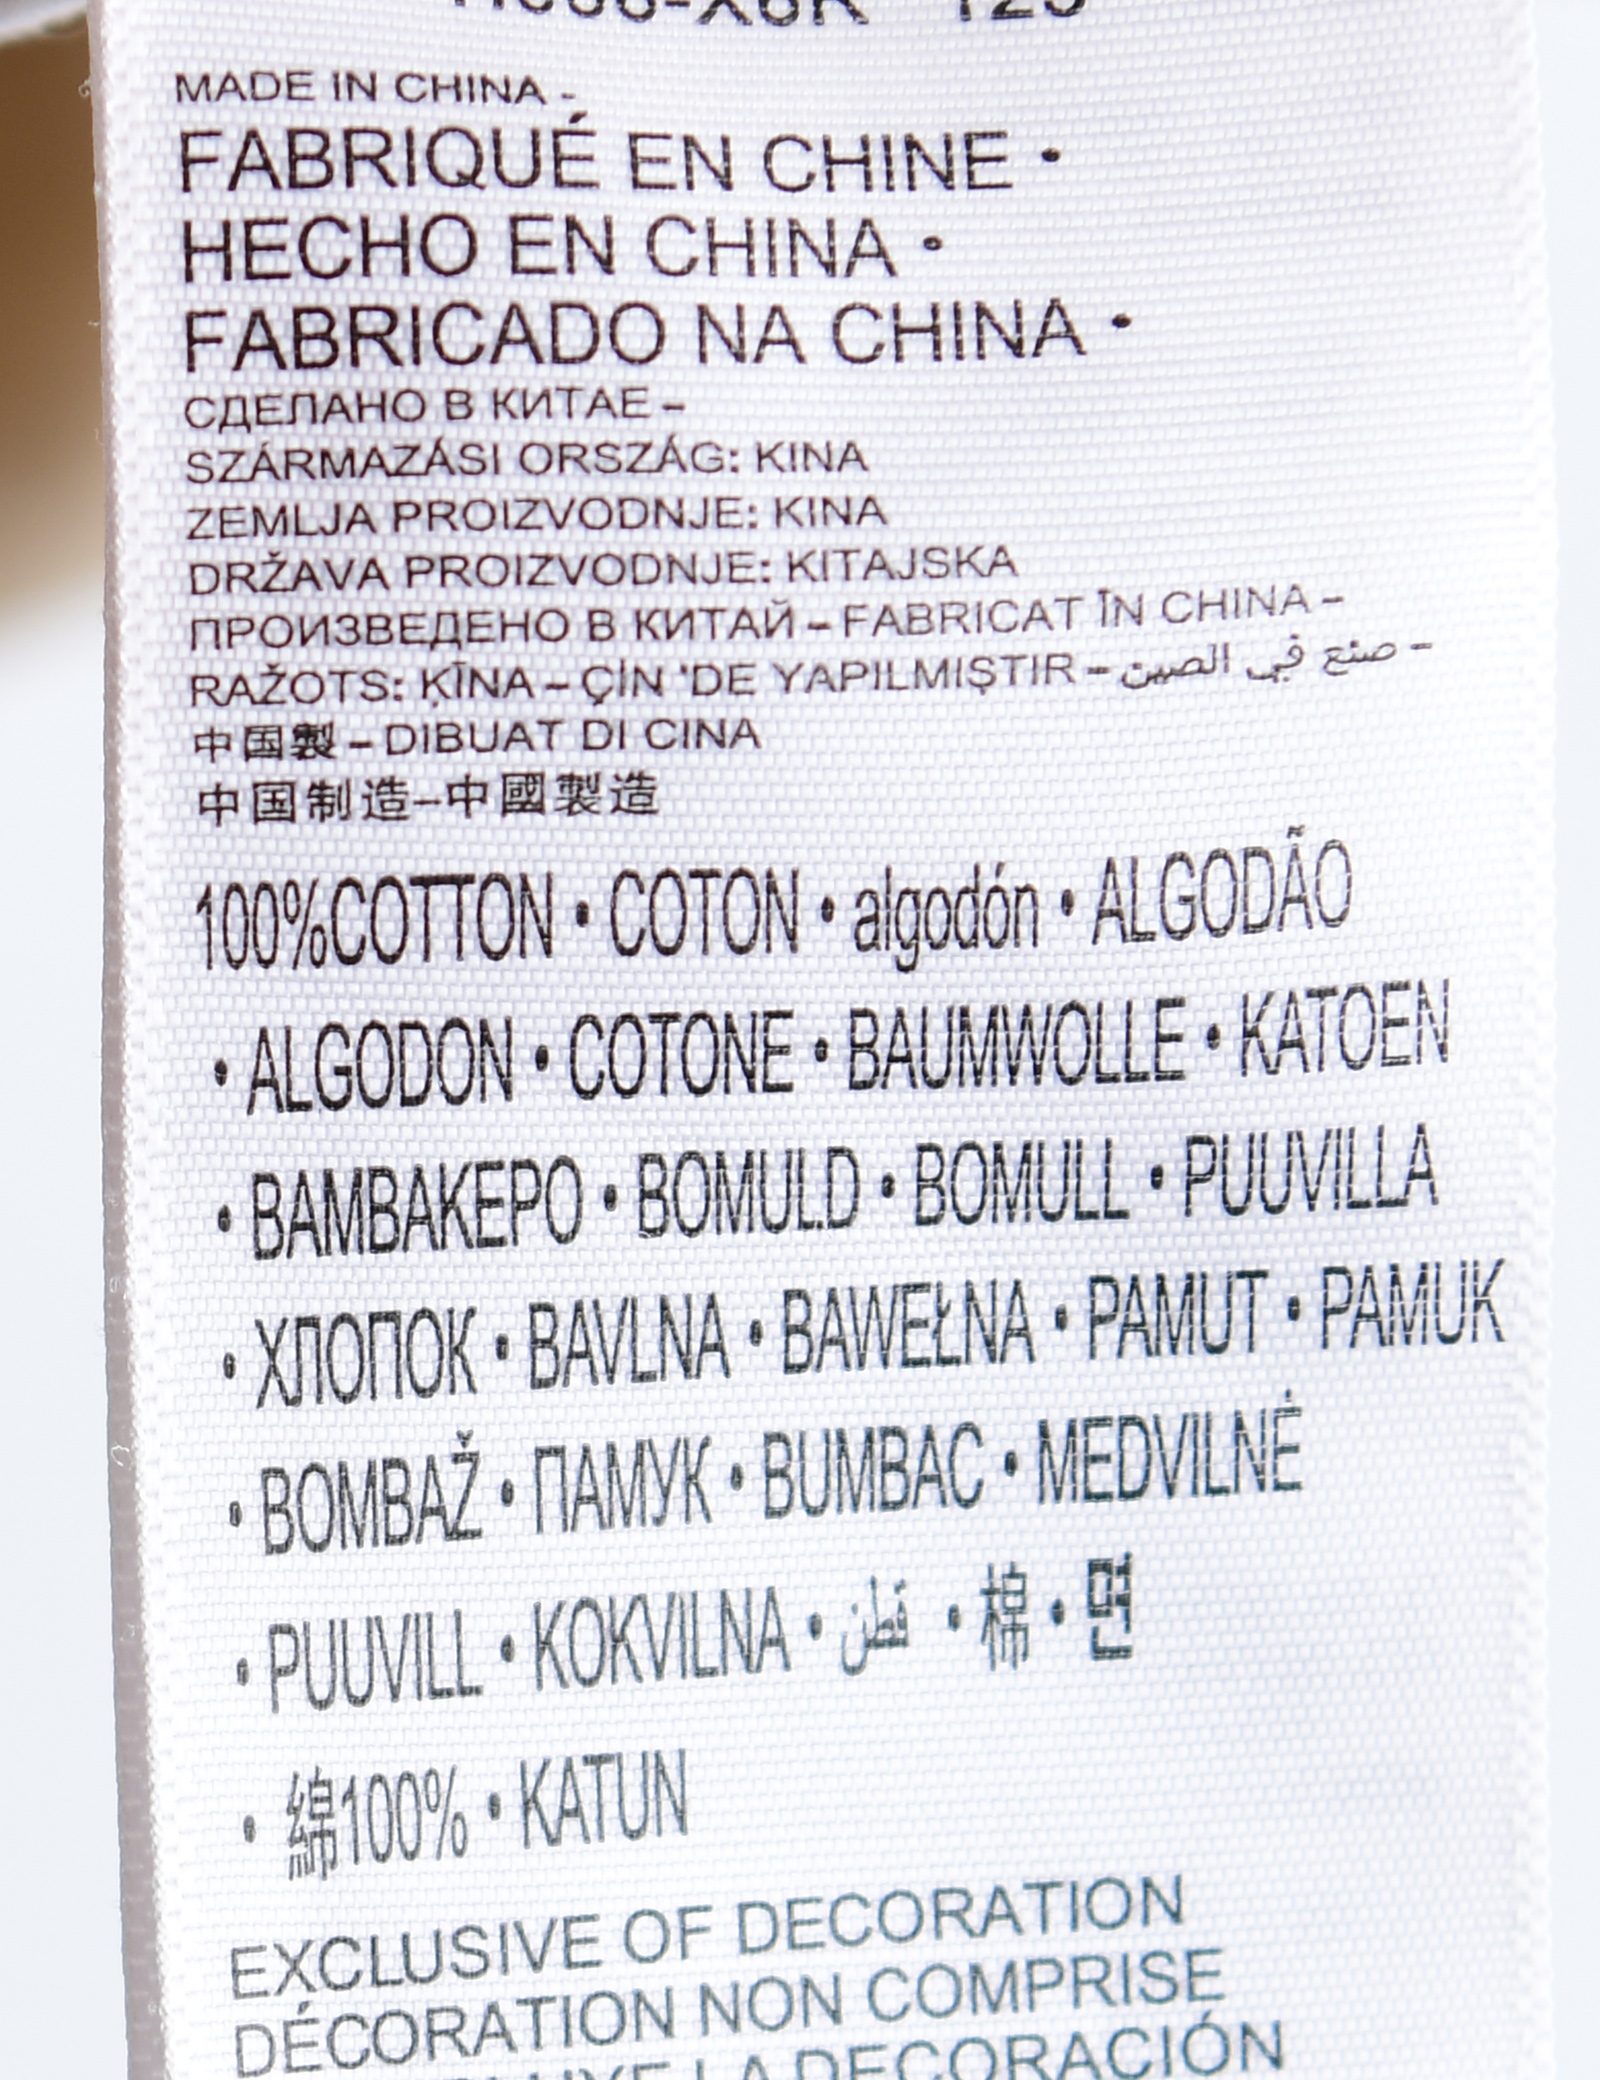 MADE IN CHINA -
FABRIQUÉ EN CHINE •
HECHO EN CHINA •
FABRICADO NA CHINA •
СДЕЛАНО В КИТАЕ –
SZÁRMAZÁSI ORSZÁG: KINA
ZEMLJA PROIZVODNJE: KINA
DRŽAVA PROIZVODNJE: KITAJSKA
ПРОИЗВЕДЕНО В КИТАЙ – FABRICAT ÎN CHINA –
RAŽOTS: ĶĪNA – ÇİN 'DE YAPILMIŞTIR – صنع في الصين –
中国製 – DIBUAT DI CINA
中国制造–中國製造
100%COTTON • COTON • algodón • ALGODÃO
• ALGODON • COTONE • BAUMWOLLE • KATOEN
• BAMBAKEPO • BOMULD • BOMULL • PUUVILLA
• ХЛОПОК • BAVLNA • BAWEŁNA • PAMUT • PAMUK
• BOMBAŽ • ПАМУК • BUMBAC • MEDVILNĖ
• PUUVILL • KOKVILNA • قطن • 棉 • 면
• 綿100% • KATUN
EXCLUSIVE OF DECORATION
DÉCORATION NON COMPRISE
LA DECORACIÓN